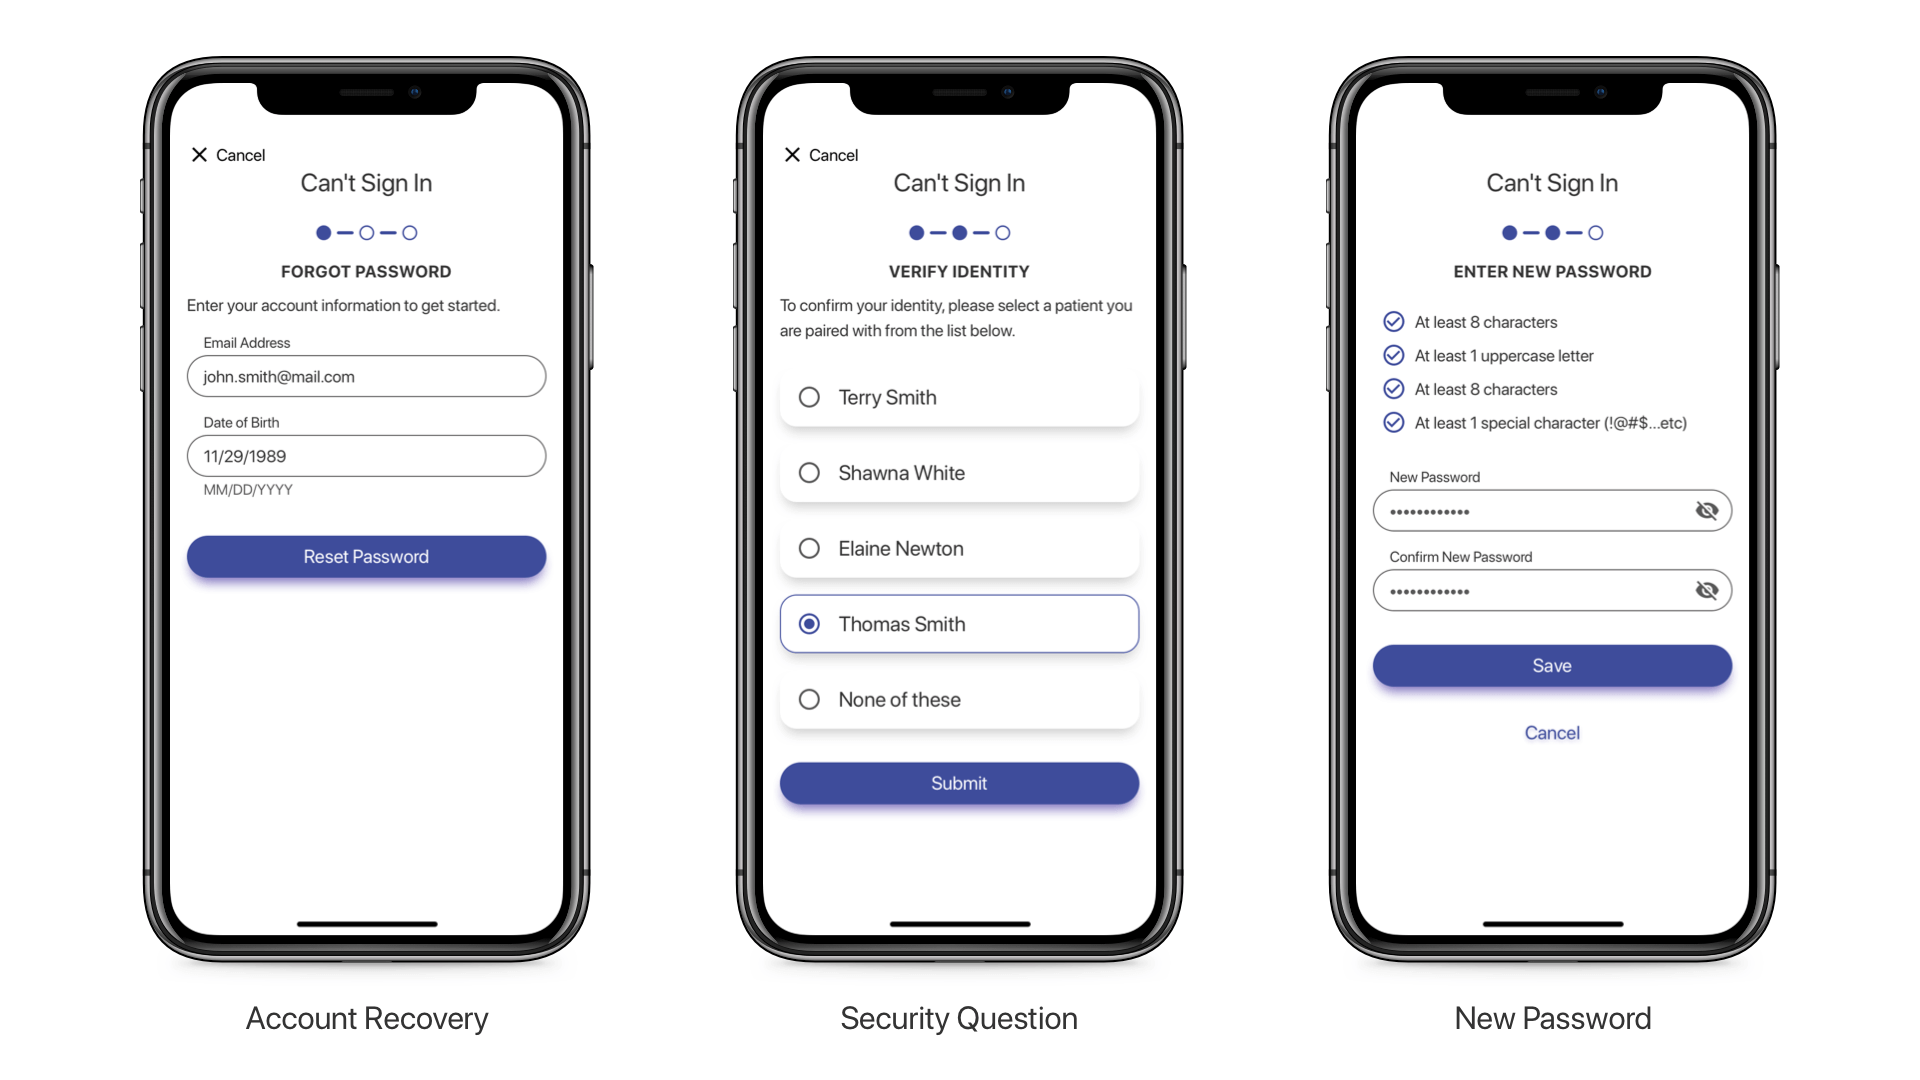 Cancel
Can't Sign In
FORGOT PASSWORD
Enter your account information to get started.
Email Address
john.smith@mail.com
Date of Birth
11/29/1989
MM/DD/YYYY
Reset Password
Account Recovery
Cancel
Can't Sign In
VERIFY IDENTITY
To confirm your identity, please select a patient you
are paired with from the list below.
Terry Smith
Shawna White
Elaine Newton
Thomas Smith
None of these
Submit
Security Question
Can't Sign In
ENTER NEW PASSWORD
At least 8 characters
At least 1 uppercase letter
At least 8 characters
At least 1 special character (!@#$...etc)
New Password
••••••••••••
Confirm New Password
••••••••••••
Save
Cancel
New Password